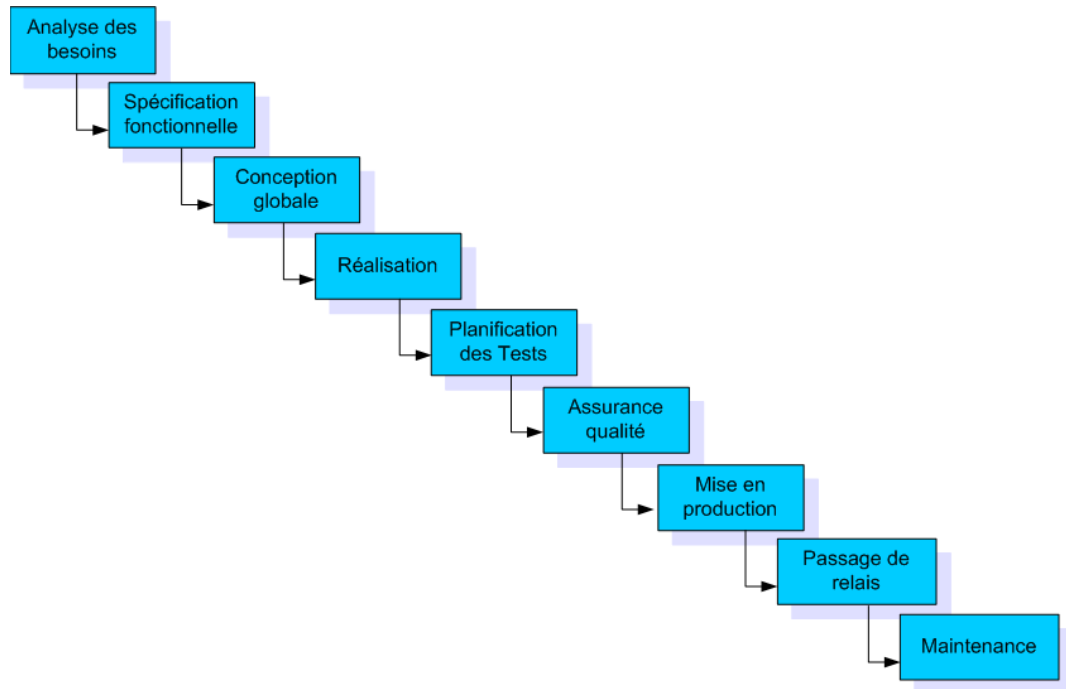 Analyse des
besoins
Spécification
fonctionnelle
Conception
globale
Réalisation
Planification
des Tests
Assurance
qualité
Mise en
production
Passage de
relais
Maintenance